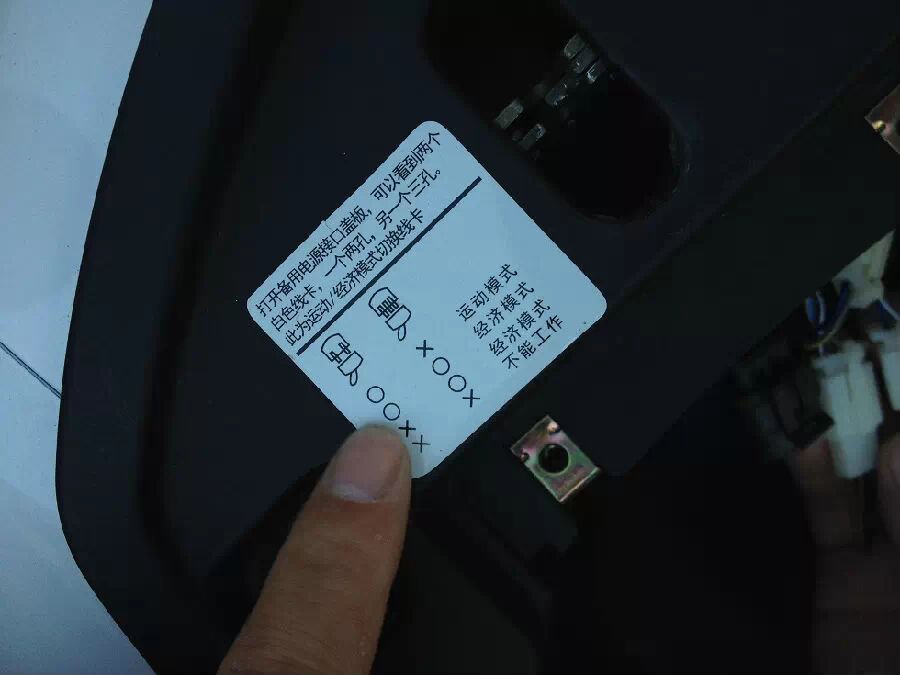 打开备用电源接口盖板，可以看到两个
白色线卡，一个两孔，另一个三孔。
此为运动/经济模式切换线卡
○ × 运动模式
○ ○ 经济模式
× ○ 经济模式
× × 不能工作